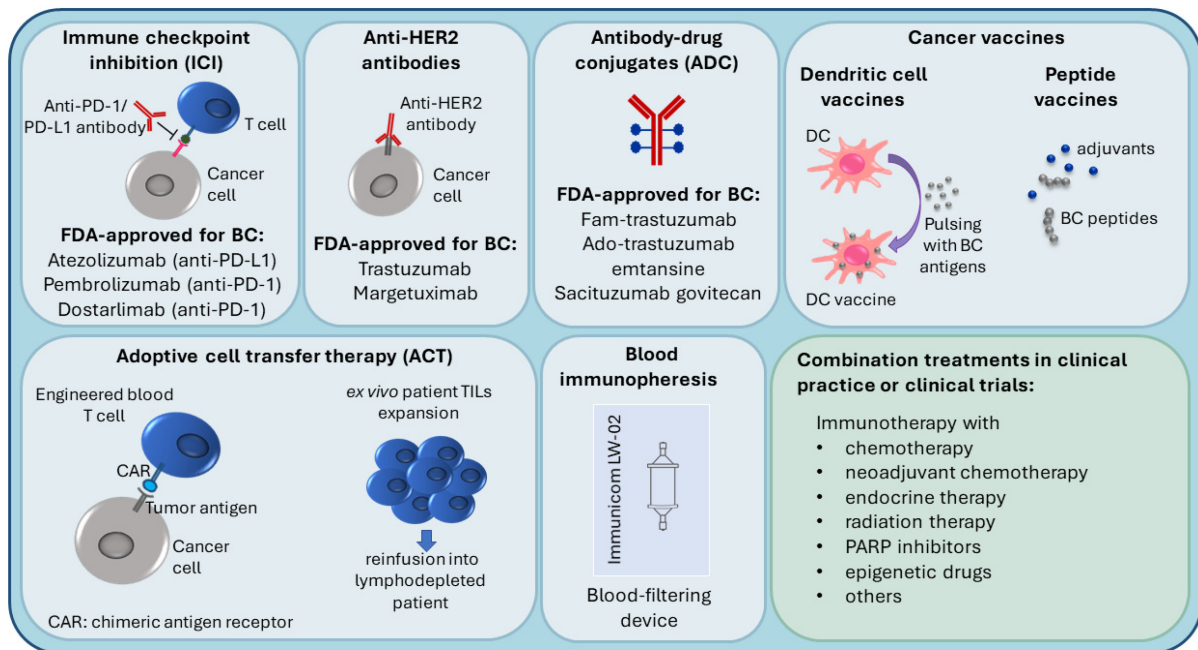 Immune checkpoint
inhibition (ICI)
Anti-PD-1/
PD-L1 antibody
T cell
Cancer
cell
FDA-approved for BC:
Atezolizumab (anti-PD-L1)
Pembrolizumab (anti-PD-1)
Dostarlimab (anti-PD-1)
Anti-HER2
antibodies
Anti-HER2
antibody
Cancer
cell
FDA-approved for BC:
Trastuzumab
Margetuximab
Antibody-drug
conjugates (ADC)
FDA-approved for BC:
Fam-trastuzumab
Ado-trastuzumab
emtansine
Sacituzumab govitecan
Cancer vaccines
Dendritic cell
vaccines
DC
Pulsing
with BC
antigens
DC vaccine
Peptide
vaccines
adjuvants
BC peptides
Adoptive cell transfer therapy (ACT)
Engineered blood
T cell
CAR
Tumor antigen
Cancer
cell
CAR: chimeric antigen receptor
ex vivo patient TILs
expansion
reinfusion into
lymphodepleted
patient
Blood
immunopheresis
Immunicom LW-02
Blood-filtering
device
Combination treatments in clinical
practice or clinical trials:
Immunotherapy with
• chemotherapy
• neoadjuvant chemotherapy
• endocrine therapy
• radiation therapy
• PARP inhibitors
• epigenetic drugs
• others